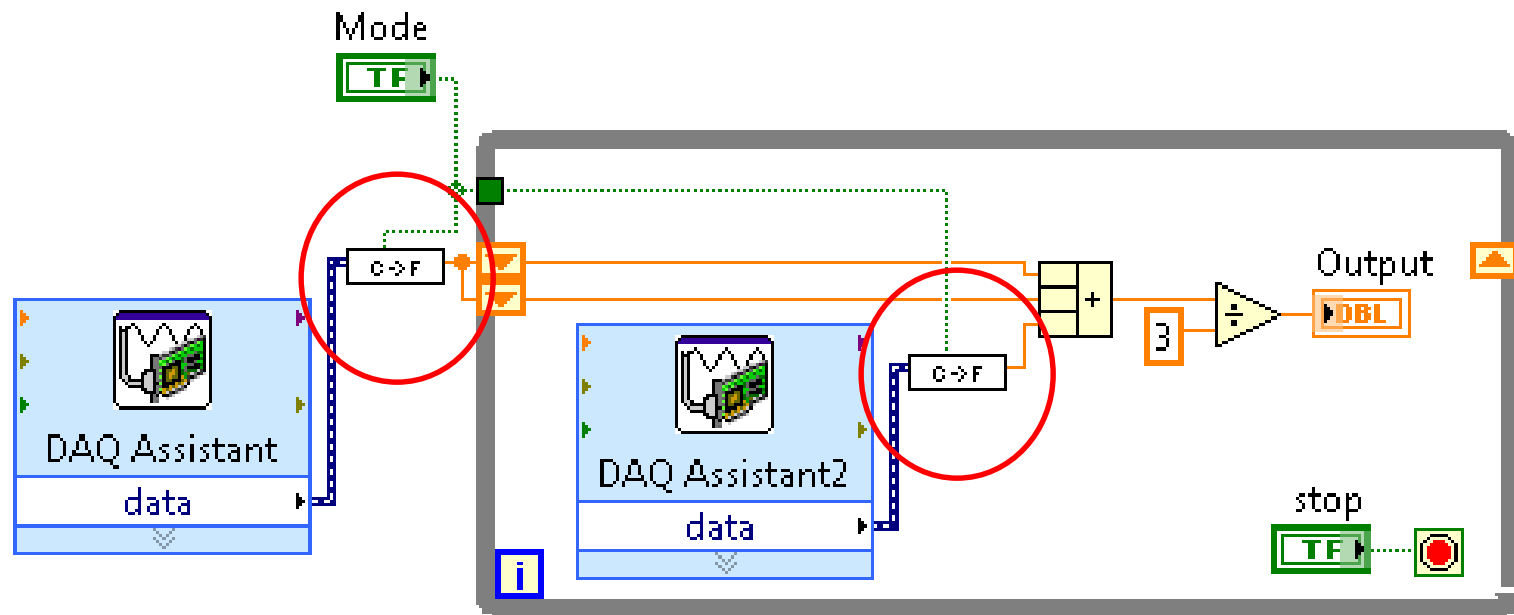 Mode
TF
C->F
Output
+
÷
DBL
3
C->F
DAQ Assistant
data
DAQ Assistant2
data
stop
TF
i